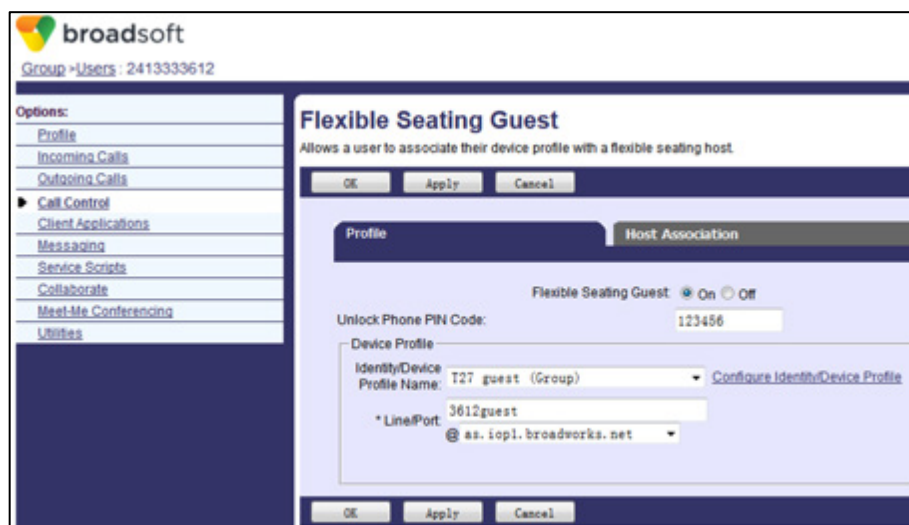 broadsoft
Group >Users : 2413333612
Options:
Profile
Incoming Calls
Outgoing Calls
Call Control
Client Applications
Messaging
Service Scripts
Collaborate
Meet-Me Conferencing
Utilities
Flexible Seating Guest
Allows a user to associate their device profile with a flexible seating host.
OK Apply Cancel
Profile Host Association
Flexible Seating Guest: On Off
Unlock Phone PIN Code: 123456
Device Profile
Identity/Device Profile Name: T27 guest (Group) Configure Identity/Device Profile
* Line/Port: 3612guest
@ as.iop1.broadworks.net
OK Apply Cancel